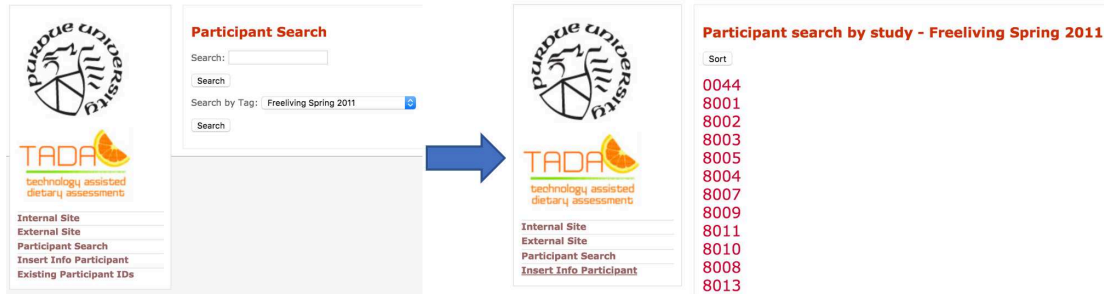 PURDUE UNIVERSITY
TADA
technology assisted
dietary assessment
Internal Site
External Site
Participant Search
Insert Info Participant
Existing Participant IDs
Participant Search
Search:
Search
Search by Tag: Freeliving Spring 2011
Search
PURDUE UNIVERSITY
TADA
technology assisted
dietary assessment
Internal Site
External Site
Participant Search
Insert Info Participant
Participant search by study - Freeliving Spring 2011
Sort
0044
8001
8002
8003
8005
8004
8007
8009
8011
8010
8008
8013